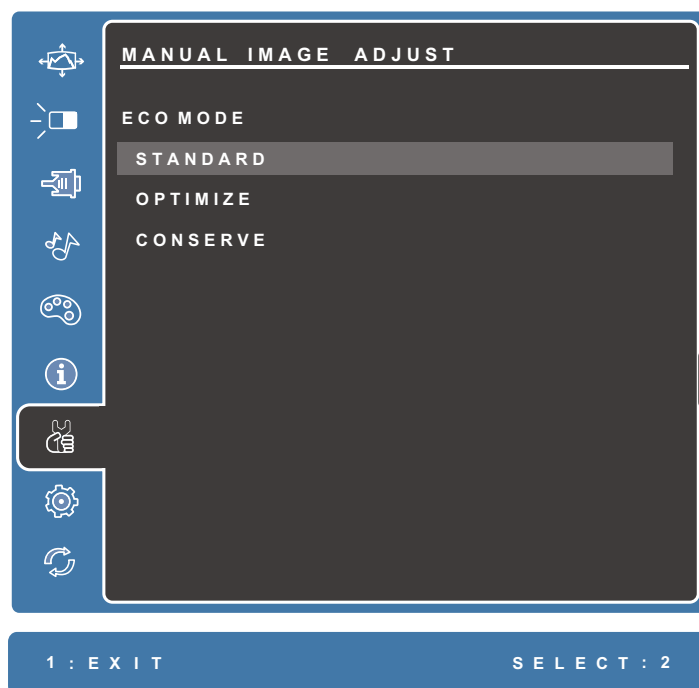 MANUAL IMAGE ADJUST
ECO MODE
STANDARD
OPTIMIZE
CONSERVE
1 : EXIT SELECT : 2